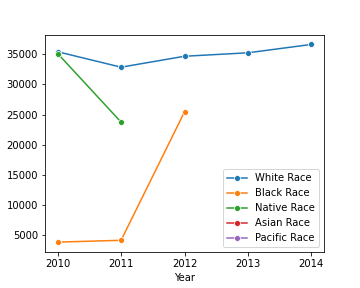 35000
30000
25000
20000
15000
10000
5000
2010 2011 2012 2013 2014
Year
White Race
Black Race
Native Race
Asian Race
Pacific Race